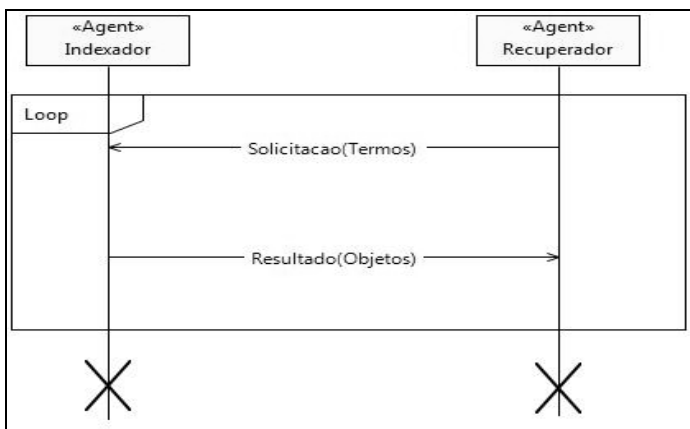 «Agent»
Indexador
«Agent»
Recuperador
Loop
Solicitacao(Termos)
Resultado(Objetos)